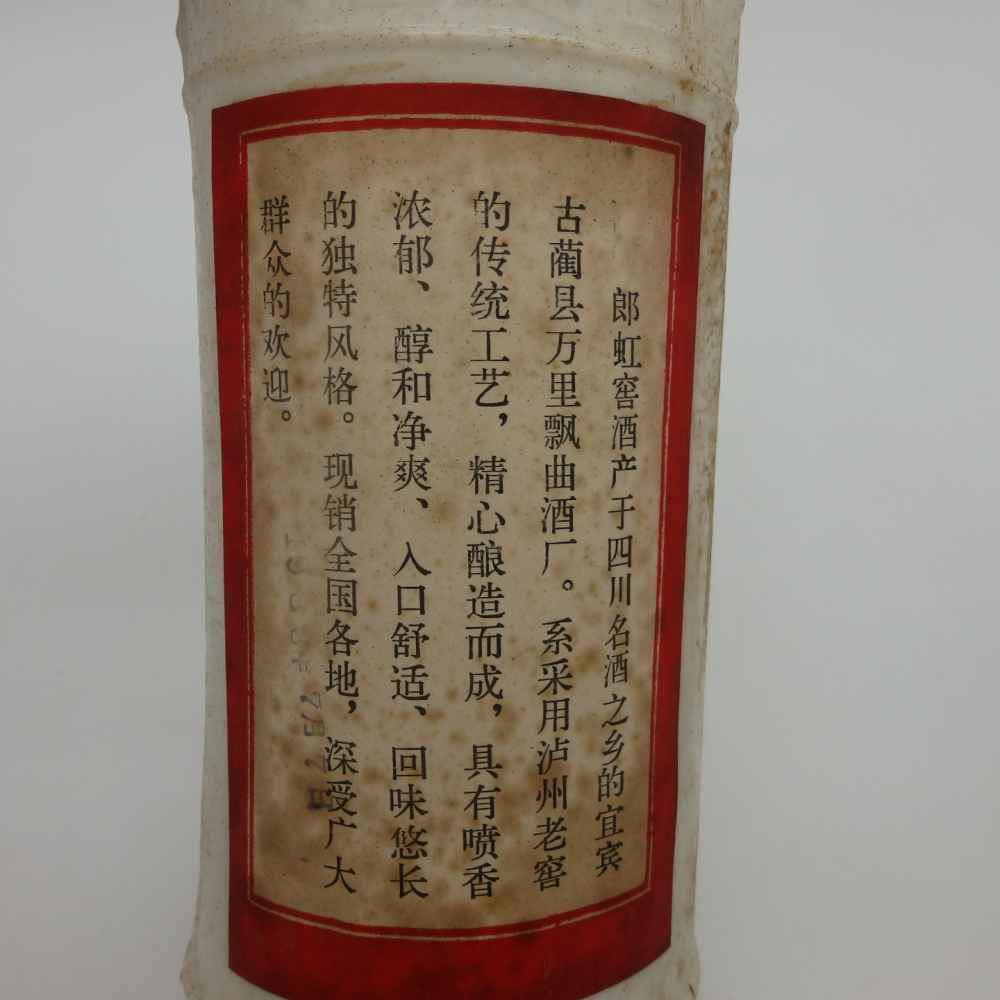 郎虹窖酒产于四川名酒之乡的宜宾
古蔺县万里飘曲酒厂。系采用泸州老窖
的传统工艺，精心酿造而成，具有喷香
浓郁、醇和净爽、入口舒适、回味悠长
的独特风格。现销全国各地，深受广大
群众的欢迎。